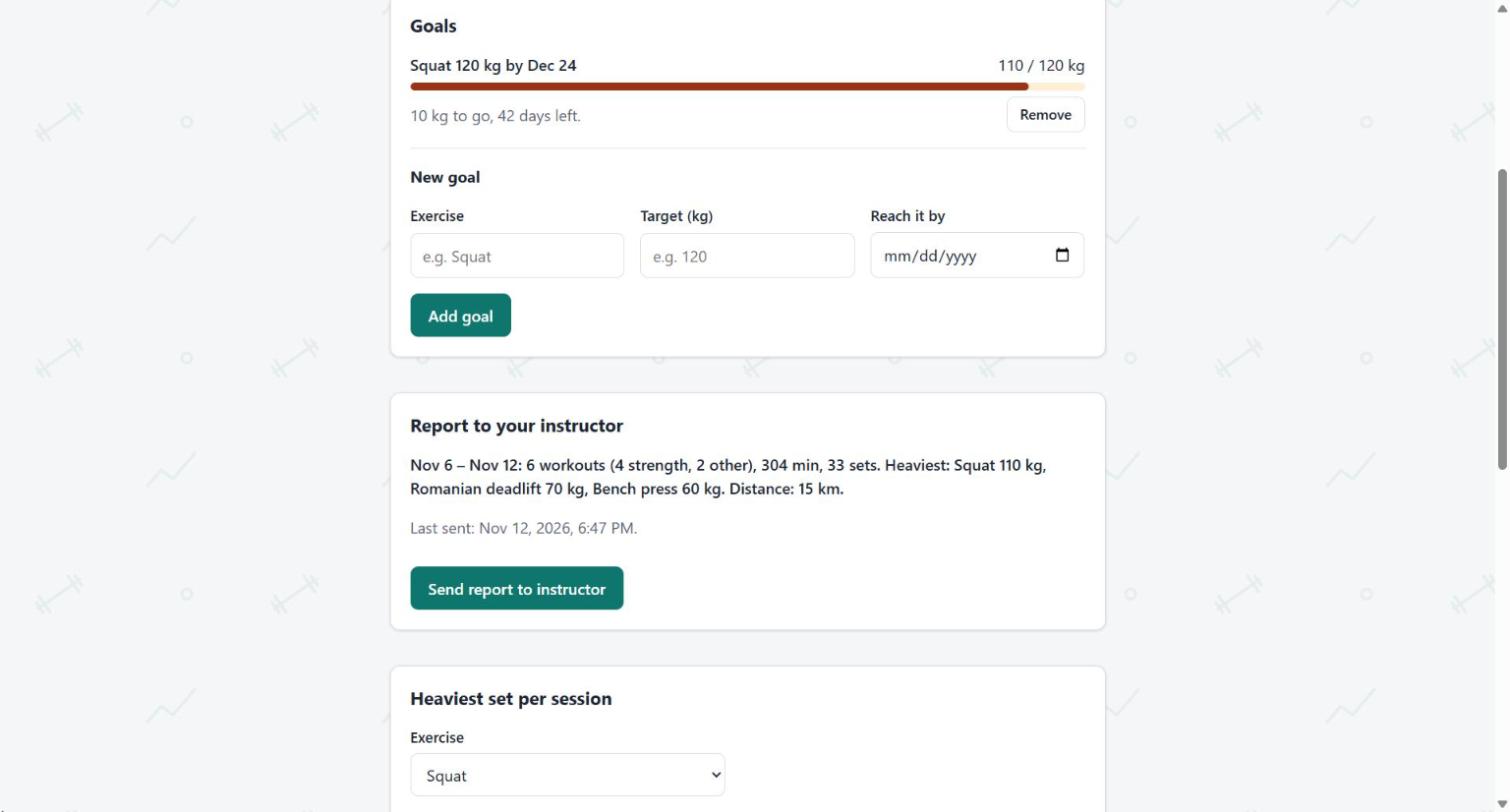 Goals
Squat 120 kg by Dec 24
110 / 120 kg
10 kg to go, 42 days left.
Remove
New goal
Exercise
Target (kg)
Reach it by
e.g. Squat
e.g. 120
mm/dd/yyyy
Add goal
Report to your instructor
Nov 6 – Nov 12: 6 workouts (4 strength, 2 other), 304 min, 33 sets. Heaviest: Squat 110 kg,
Romanian deadlift 70 kg, Bench press 60 kg. Distance: 15 km.
Last sent: Nov 12, 2026, 6:47 PM.
Send report to instructor
Heaviest set per session
Exercise
Squat